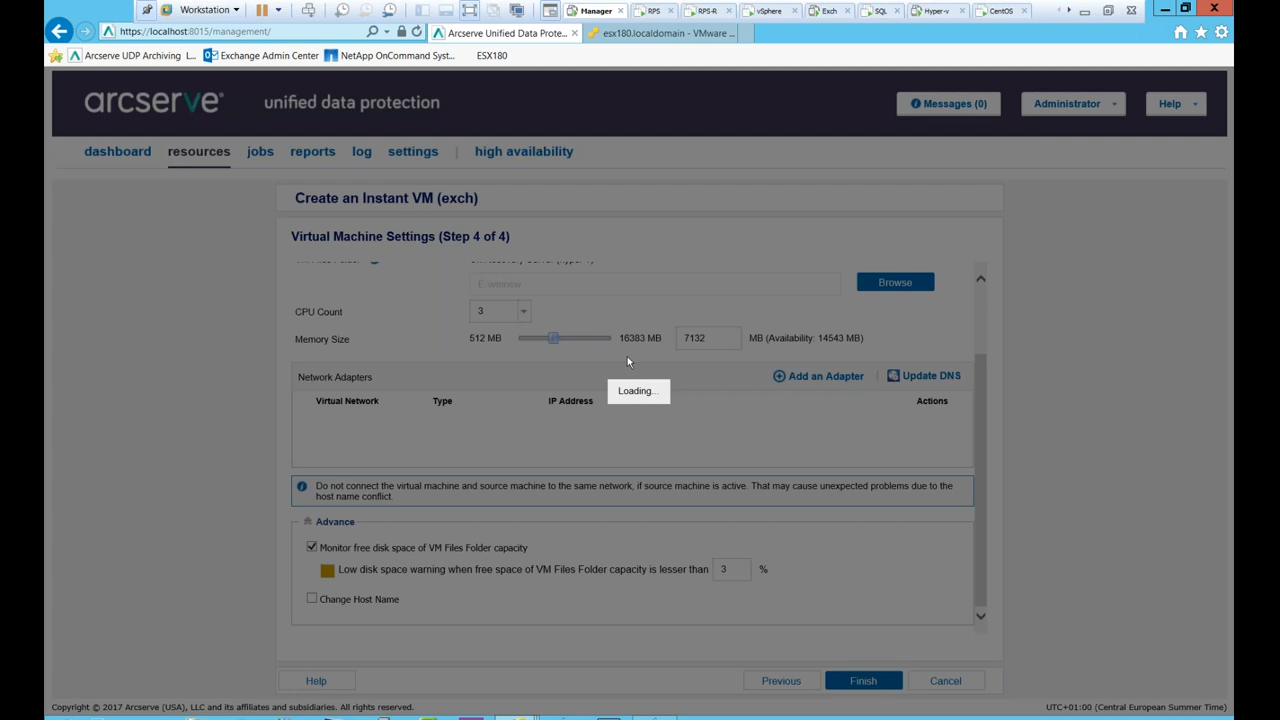 Workstation
Manager
RPS
RPS-R
vSphere
Exch
SQL
Hyper-v
CentOS
https://localhost:8015/management/
Arcserve Unified Data Prote...
esx180.localdomain - VMware ...
Arcserve UDP Archiving L...
Exchange Admin Center
NetApp OnCommand Syst...
ESX180
arcserve® unified data protection
Messages (0)
Administrator
Help
dashboard resources jobs reports log settings | high availability
Create an Instant VM (exch)
Virtual Machine Settings (Step 4 of 4)
Browse
CPU Count 3
Memory Size 512 MB 16383 MB 7132 MB (Availability: 14543 MB)
Network Adapters Add an Adapter | Update DNS
Loading...
Virtual Network Type IP Address Actions
Do not connect the virtual machine and source machine to the same network, if source machine is active. That may cause unexpected problems due to the
host name conflict.
Advance
Monitor free disk space of VM Files Folder capacity
Low disk space warning when free space of VM Files Folder capacity is lesser than 3 %
Change Host Name
Help Previous Finish Cancel
Copyright © 2017 Arcserve (USA), LLC and its affiliates and subsidiaries. All rights reserved. UTC+01:00 (Central European Summer Time)